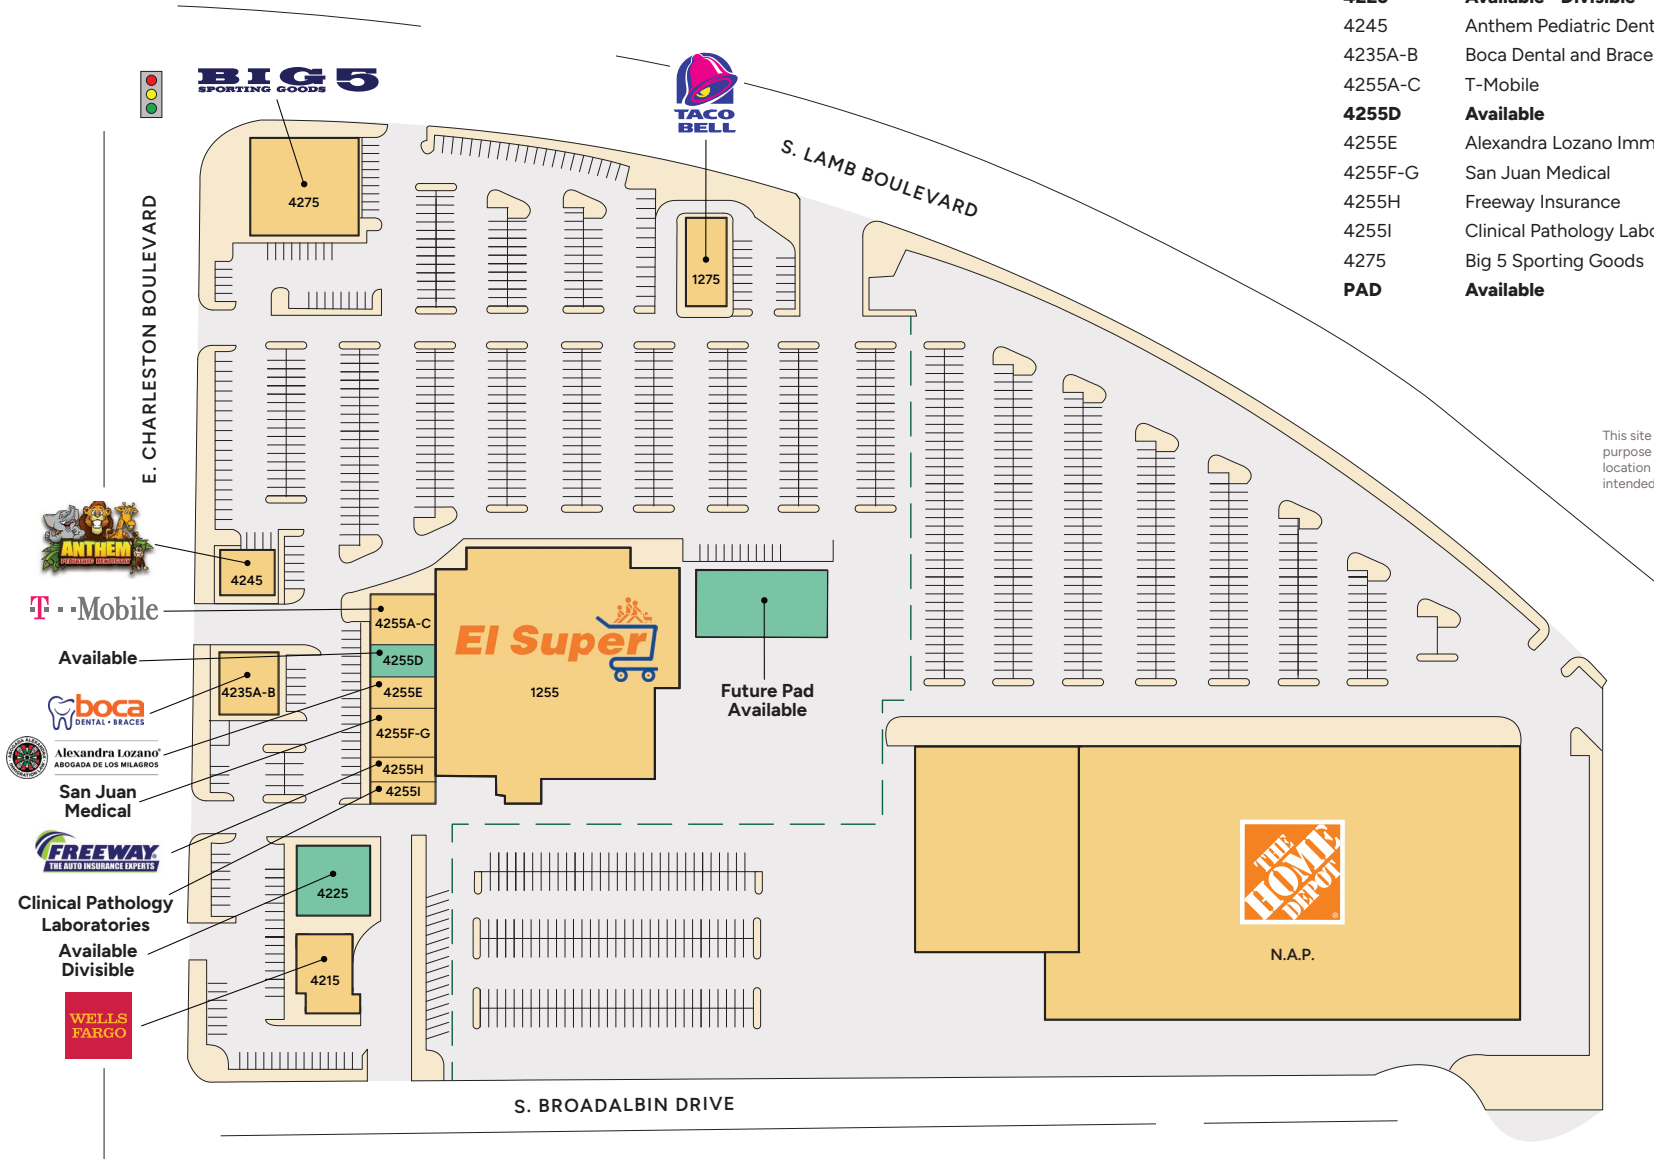 4225 Available - Divisible
4245 Anthem Pediatric Dent
4235A-B Boca Dental and Brace
4255A-C T-Mobile
4255D Available
4255E Alexandra Lozano Imm
4255F-G San Juan Medical
4255H Freeway Insurance
4255I Clinical Pathology Labo
4275 Big 5 Sporting Goods
PAD Available
This site
purpose
location
intended
BIG 5
SPORTING GOODS
TACO
BELL
S. LAMB BOULEVARD
E. CHARLESTON BOULEVARD
4275
1275
ANTHEM
PEDIATRIC DENTISTRY
4245
T··Mobile
4255A-C
El Super
1255
Available
4255D
4235A-B
4255E
boca
DENTAL • BRACES
4255F-G
Future Pad
Available
Alexandra Lozano
ABOGADA DE LOS MILAGROS
San Juan
Medical
4255H
4255I
FREEWAY
THE AUTO INSURANCE EXPERTS
4225
Clinical Pathology
Laboratories
Available
Divisible
4215
WELLS
FARGO
THE
HOME
DEPOT
N.A.P.
S. BROADALBIN DRIVE